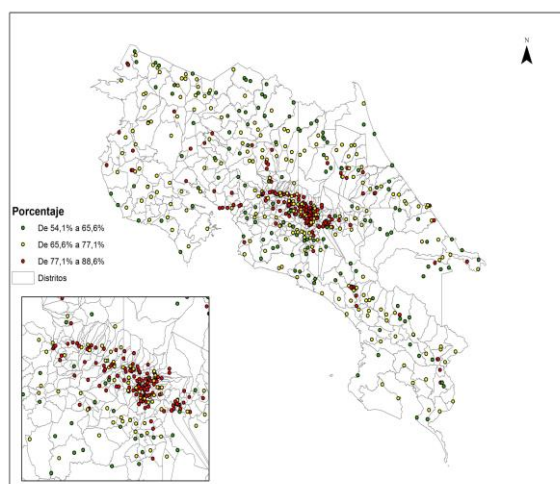 N
Porcentaje
De 54,1% a 65,6%
De 65,6% a 77,1%
De 77,1% a 88,6%
Distritos